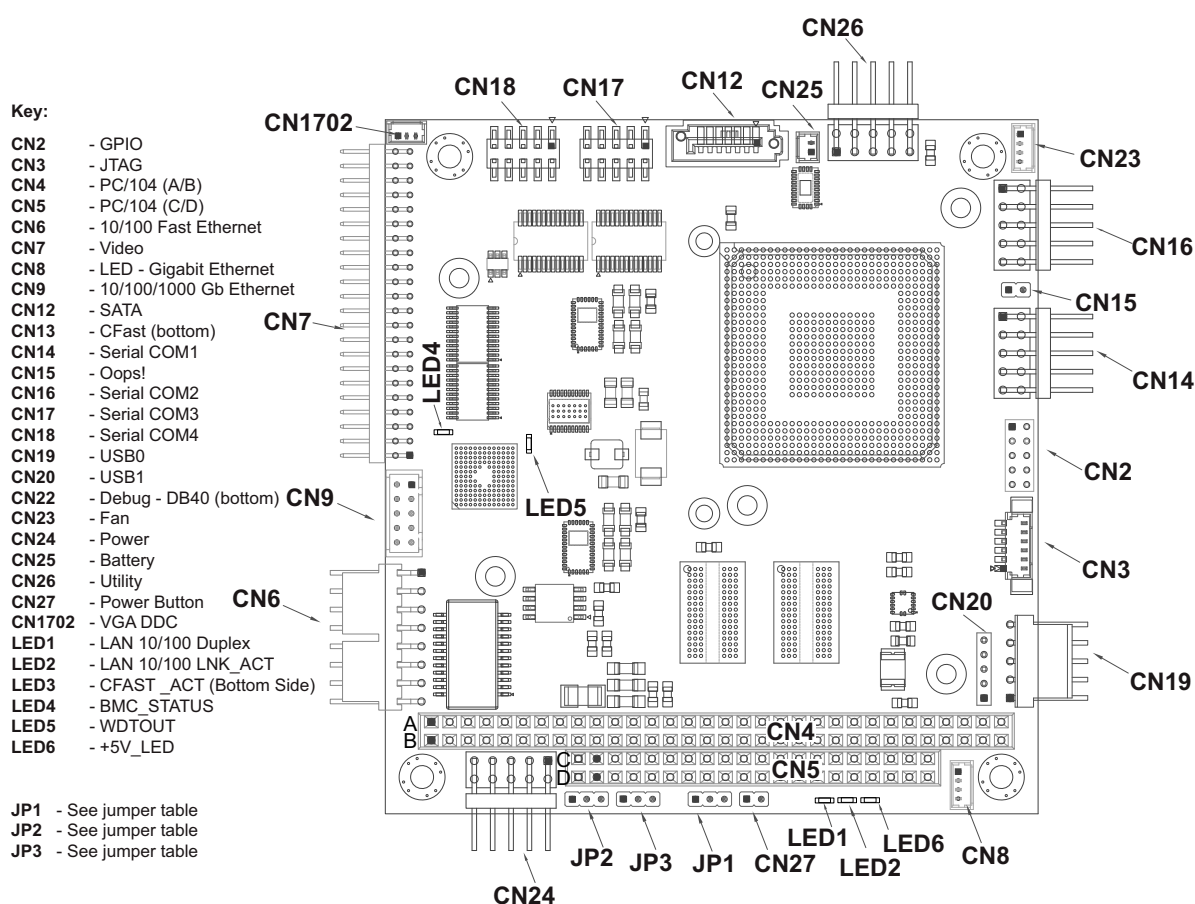 Key:
CN2 - GPIO
CN3 - JTAG
CN4 - PC/104 (A/B)
CN5 - PC/104 (C/D)
CN6 - 10/100 Fast Ethernet
CN7 - Video
CN8 - LED - Gigabit Ethernet
CN9 - 10/100/1000 Gb Ethernet
CN12 - SATA
CN13 - CFast (bottom)
CN14 - Serial COM1
CN15 - Oops!
CN16 - Serial COM2
CN17 - Serial COM3
CN18 - Serial COM4
CN19 - USB0
CN20 - USB1
CN22 - Debug - DB40 (bottom)
CN23 - Fan
CN24 - Power
CN25 - Battery
CN26 - Utility
CN27 - Power Button
CN1702 - VGA DDC
LED1 - LAN 10/100 Duplex
LED2 - LAN 10/100 LNK_ACT
LED3 - CFAST _ACT (Bottom Side)
LED4 - BMC_STATUS
LED5 - WDTOUT
LED6 - +5V_LED
JP1 - See jumper table
JP2 - See jumper table
JP3 - See jumper table
CN26
CN18
CN17
CN12
CN25
CN1702
CN23
CN16
CN15
CN7
LED4
CN14
CN2
CN9
LED5
CN3
CN6
CN20
CN19
A
B
CN4
C
D
CN5
JP2
JP3
JP1
CN27
LED1
LED2
LED6
CN8
CN24